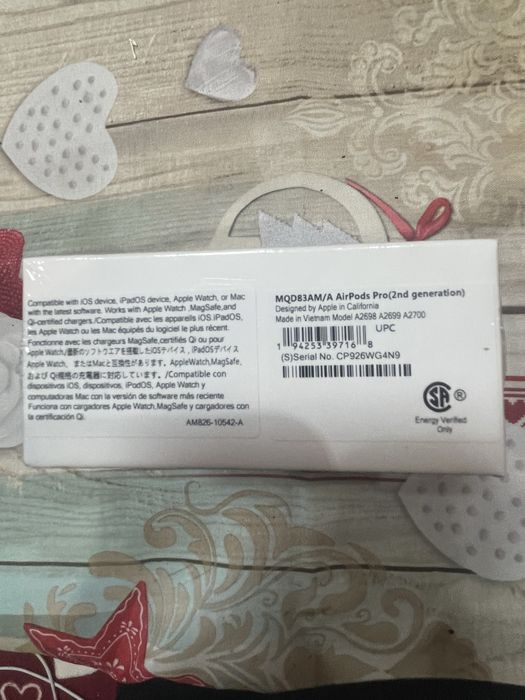 Compatible with iOS device, iPadOS device, Apple Watch, or Mac
with the latest software. Works with Apple Watch ,MagSafe,and
Qi-certified chargers./Compatible avec les appareils iOS iPadOS,
les Apple Watch ou les Mac équipés du logiciel le plus récent.
Fonctionne avec les chargeurs MagSafe,certifiés Qi ou pour
Apple Watch/最新のソフトウエアを搭載したiOSデバイス，iPadOSデバイス
Apple Watch、またはMacと互換性があります。AppleWatch,MagSafe、
および Qi規格の充電器に対応しています。/Compatible con
dispositivos iOS, dispositivos, iPadOS, Apple Watch y
computadoras Mac con la versión de software más reciente
Funciona con cargadores Apple Watch,MagSafe y cargadores con
la certificación Qi.
AM826-10542-A
MQD83AM/A AirPods Pro(2nd generation)
Designed by Apple in California
Made in Vietnam Model A2698 A2699 A2700
UPC
1 94253 39716 8
(S)Serial No. CP926WG4N9
SA ®
Energy Verified
Only